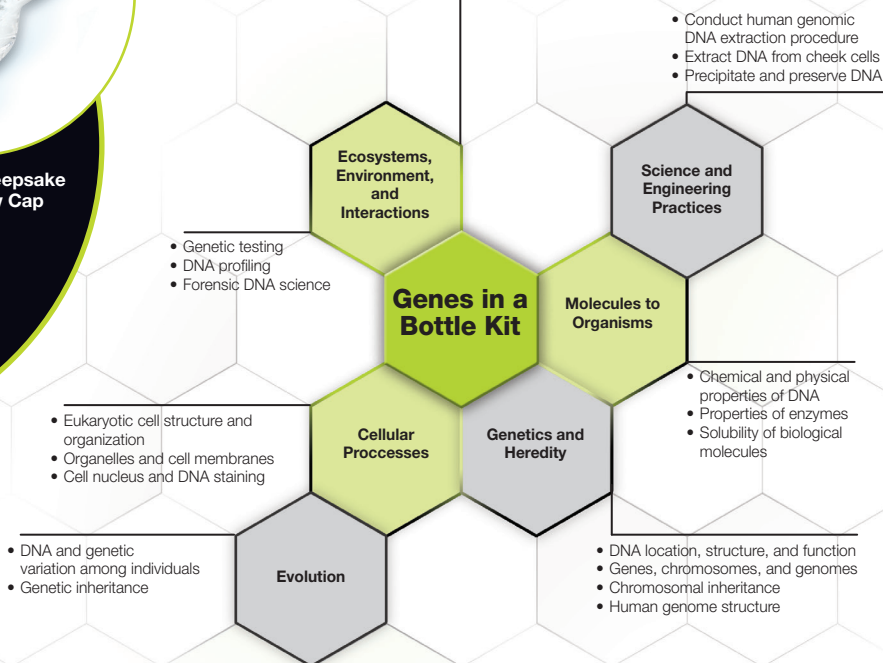 • Conduct human genomic
DNA extraction procedure
• Extract DNA from cheek cells
• Precipitate and preserve DNA
Cap
Ecosystems,
Environment,
and
Interactions
Science and
Engineering
Practices
• Genetic testing
• DNA profiling
• Forensic DNA science
Genes in a
Bottle Kit
Molecules to
Organisms
• Chemical and physical
properties of DNA
• Properties of enzymes
• Solubility of biological
molecules
• Eukaryotic cell structure and
organization
• Organelles and cell membranes
• Cell nucleus and DNA staining
Cellular
Proccesses
Genetics and
Heredity
• DNA and genetic
variation among individuals
• Genetic inheritance
Evolution
• DNA location, structure, and function
• Genes, chromosomes, and genomes
• Chromosomal inheritance
• Human genome structure